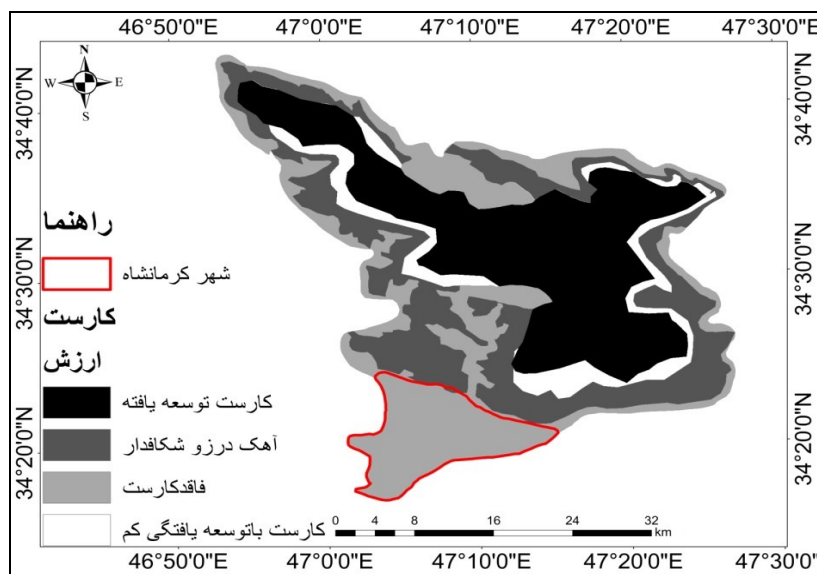 46°50'0"E 47°0'0"E 47°10'0"E 47°20'0"E 47°30'0"E
N
W E
S
34°40'0"N
34°30'0"N
34°20'0"N
34°40'0"N
34°30'0"N
34°20'0"N
راهنما
شهر کرمانشاه
کارست
ارزش
کارست توسعه یافته
آهک درزو شکافدار
فاقدکارست
کارست باتوسعه یافتگی کم
0 4 8 16 24 32
km
46°50'0"E 47°0'0"E 47°10'0"E 47°20'0"E 47°30'0"E